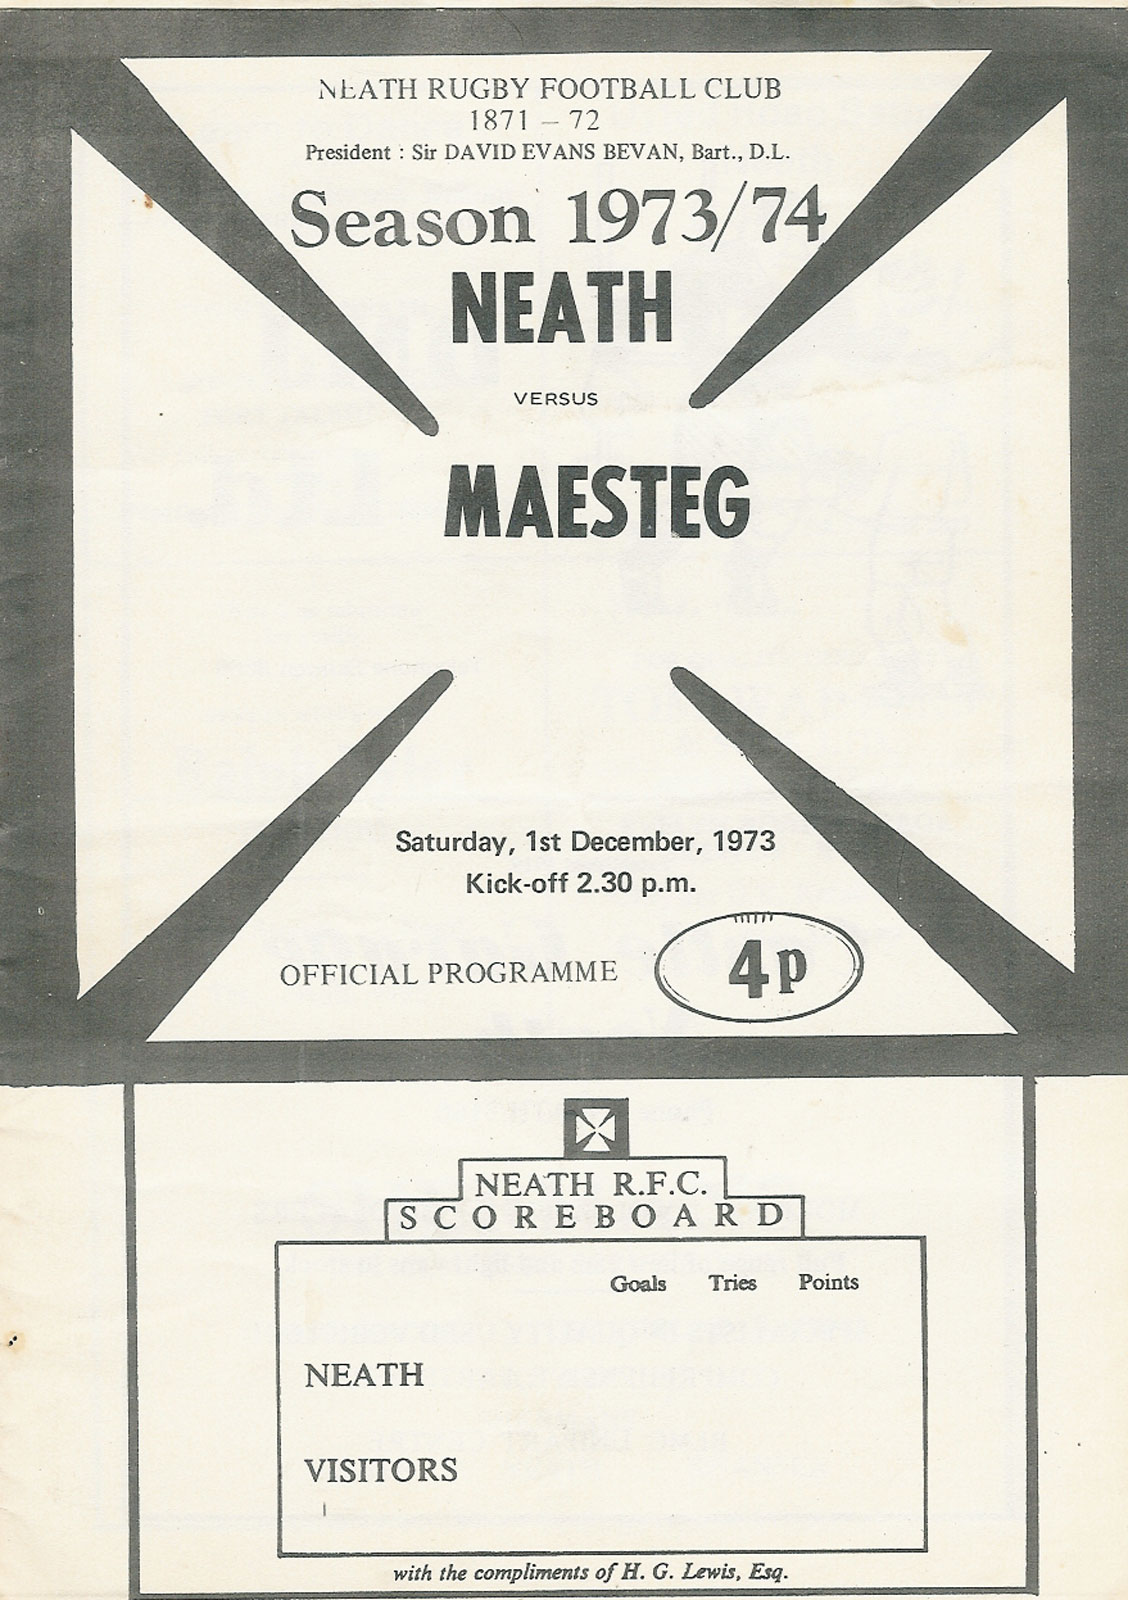 NEATH RUGBY FOOTBALL CLUB
1871 – 72
President : Sir DAVID EVANS BEVAN, Bart., D.L.
Season 1973/74
NEATH
VERSUS
MAESTEG
Saturday, 1st December, 1973
Kick-off 2.30 p.m.
OFFICIAL PROGRAMME
4p
NEATH R.F.C.
SCOREBOARD
Goals Tries Points
NEATH
VISITORS
with the compliments of H. G. Lewis, Esq.